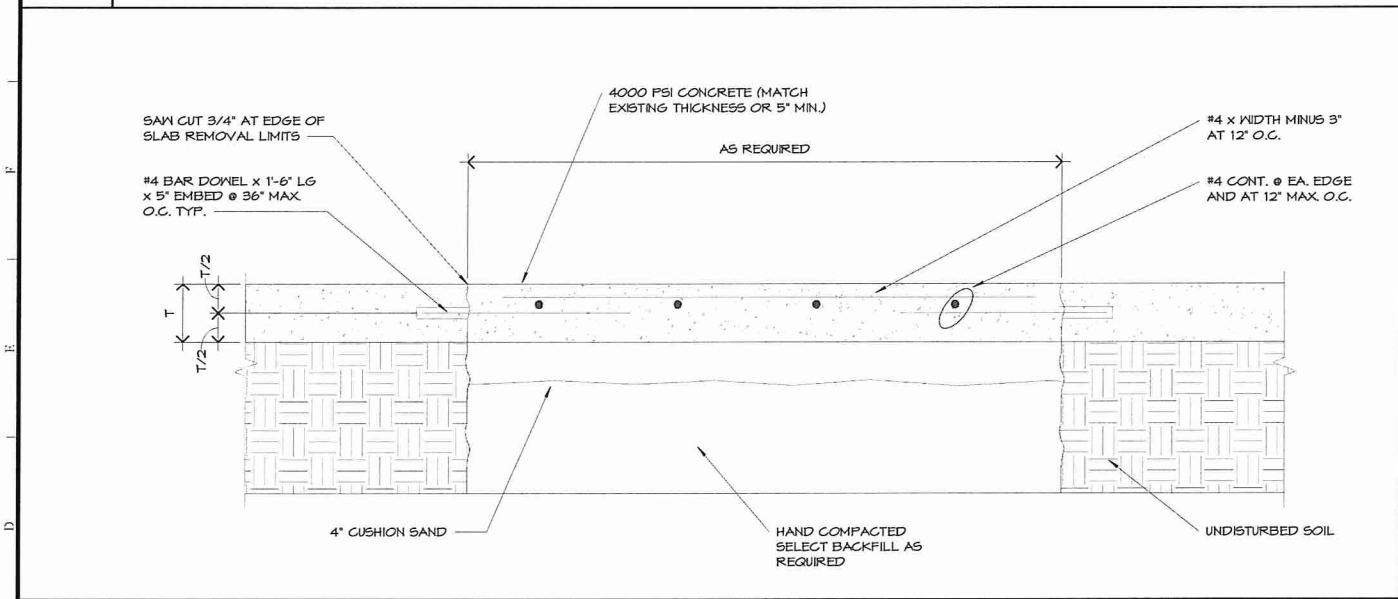 4000 PSI CONCRETE (MATCH
EXISTING THICKNESS OR 5" MIN.)
SAW CUT 3/4" AT EDGE OF
SLAB REMOVAL LIMITS
#4 x WIDTH MINUS 3"
AT 12" O.C.
AS REQUIRED
#4 BAR DOWEL x 1'-6" LG
x 5" EMBED @ 36" MAX.
O.C. TYP.
#4 CONT. @ EA. EDGE
AND AT 12" MAX. O.C.
F
T/2
T
T/2
E
D
4" CUSHION SAND
HAND COMPACTED
SELECT BACKFILL AS
REQUIRED
UNDISTURBED SOIL